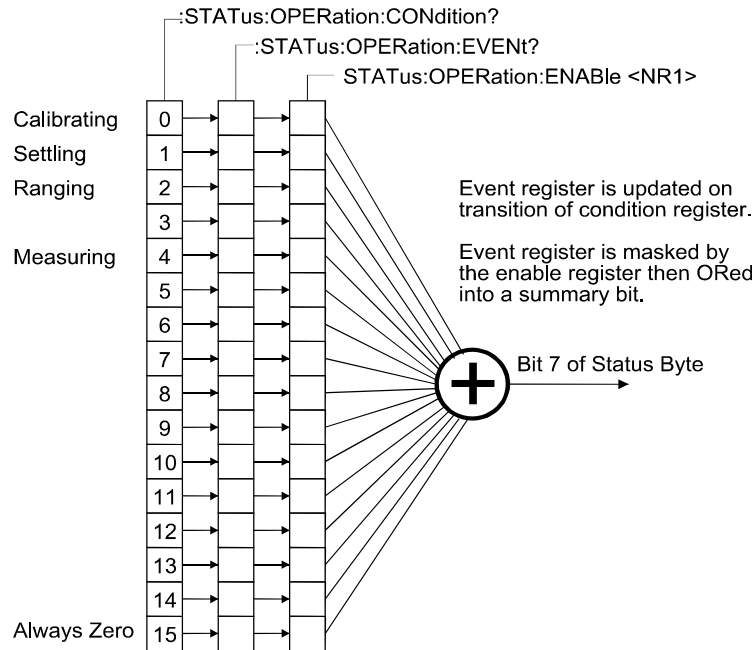 :STATus:OPERation:CONdition?
:STATus:OPERation:EVENt?
STATus:OPERation:ENABle <NR1>
Calibrating 0
Settling 1
Ranging 2
3
Measuring 4
5
6
7
8
9
10
11
12
13
14
Always Zero 15
Event register is updated on
transition of condition register.
Event register is masked by
the enable register then ORed
into a summary bit.
+
Bit 7 of Status Byte